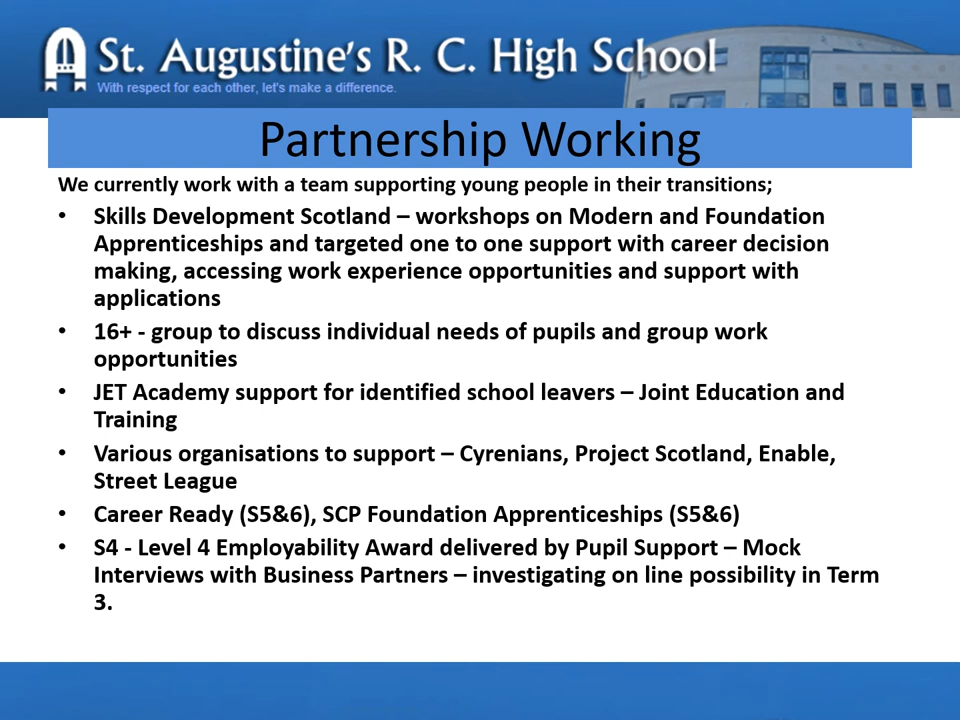 St. Augustine's R. C. High School
With respect for each other, let's make a difference.
Partnership Working
We currently work with a team supporting young people in their transitions;
• Skills Development Scotland – workshops on Modern and Foundation
Apprenticeships and targeted one to one support with career decision
making, accessing work experience opportunities and support with
applications
• 16+ - group to discuss individual needs of pupils and group work
opportunities
• JET Academy support for identified school leavers – Joint Education and
Training
• Various organisations to support – Cyrenians, Project Scotland, Enable,
Street League
• Career Ready (S5&6), SCP Foundation Apprenticeships (S5&6)
• S4 - Level 4 Employability Award delivered by Pupil Support – Mock
Interviews with Business Partners – investigating on line possibility in Term
3.